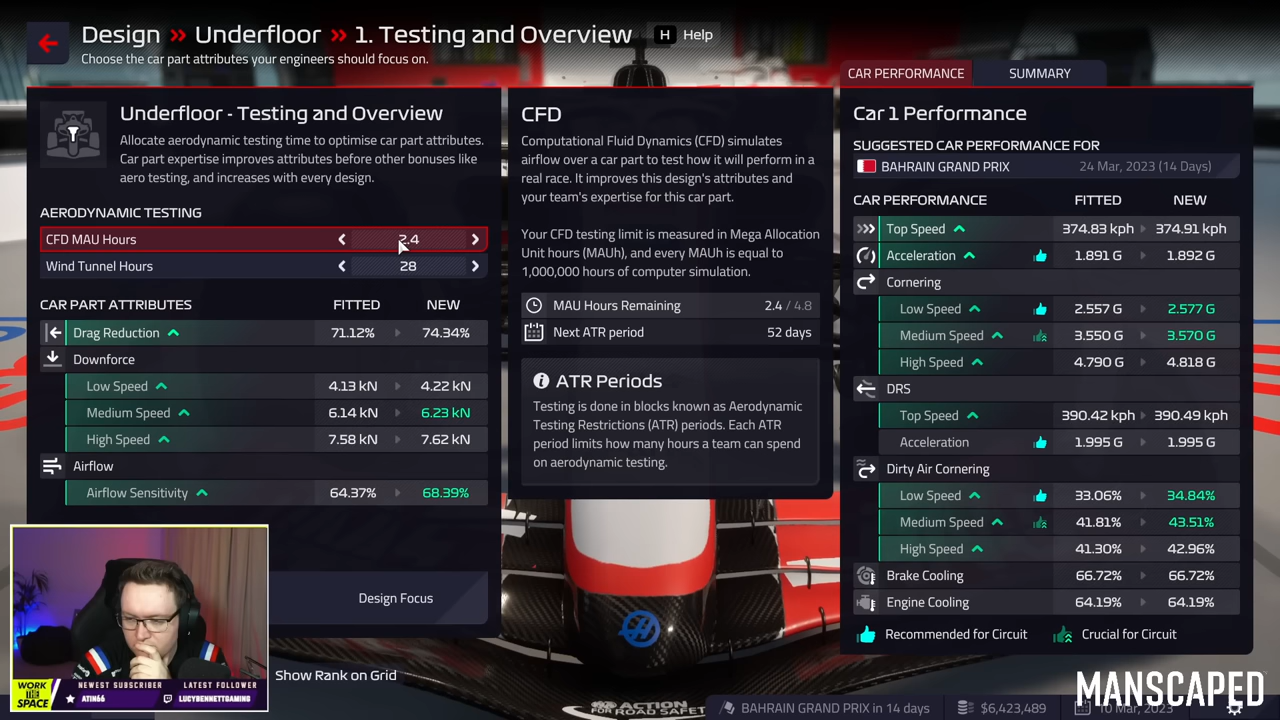 Design » Underfloor » 1. Testing and Overview H Help
Choose the car part attributes your engineers should focus on.
Underfloor - Testing and Overview
Allocate aerodynamic testing time to optimise car part attributes.
Car part expertise improves attributes before other bonuses like
aero testing, and increases with every design.
AERODYNAMIC TESTING
CFD MAU Hours 2.4
Wind Tunnel Hours 28
CAR PART ATTRIBUTES FITTED NEW
Drag Reduction 71.12% 74.34%
Downforce
Low Speed 4.13 kN 4.22 kN
Medium Speed 6.14 kN 6.23 kN
High Speed 7.58 kN 7.62 kN
Airflow
Airflow Sensitivity 64.37% 68.39%
Design Focus
Show Rank on Grid
CFD
Computational Fluid Dynamics (CFD) simulates
airflow over a car part to test how it will perform in a
real race. It improves this design's attributes and
your team's expertise for this car part.
Your CFD testing limit is measured in Mega Allocation
Unit hours (MAUh), and every MAUh is equal to
1,000,000 hours of computer simulation.
MAU Hours Remaining 2.4 / 4.8
Next ATR period 52 days
ATR Periods
Testing is done in blocks known as Aerodynamic
Testing Restrictions (ATR) periods. Each ATR
period limits how many hours a team can spend
on aerodynamic testing.
CAR PERFORMANCE SUMMARY
Car 1 Performance
SUGGESTED CAR PERFORMANCE FOR
BAHRAIN GRAND PRIX 24 Mar, 2023 (14 Days)
CAR PERFORMANCE FITTED NEW
Top Speed 374.83 kph 374.91 kph
Acceleration 1.891 G 1.892 G
Cornering
Low Speed 2.557 G 2.577 G
Medium Speed 3.550 G 3.570 G
High Speed 4.790 G 4.818 G
DRS
Top Speed 390.42 kph 390.49 kph
Acceleration 1.995 G 1.995 G
Dirty Air Cornering
Low Speed 33.06% 34.84%
Medium Speed 41.81% 43.51%
High Speed 41.30% 42.96%
Brake Cooling 66.72% 66.72%
Engine Cooling 64.19% 64.19%
Recommended for Circuit Crucial for Circuit
WORK THE SPACE
NEWEST SUBSCRIBER LATEST FOLLOWER
ATIN66 LUCYBENNETTGAMING
ACTION
FOR ROAD SAFET
MANSCAPED
BAHRAIN GRAND PRIX in 14 days $6,423,489 10 Mar, 2023